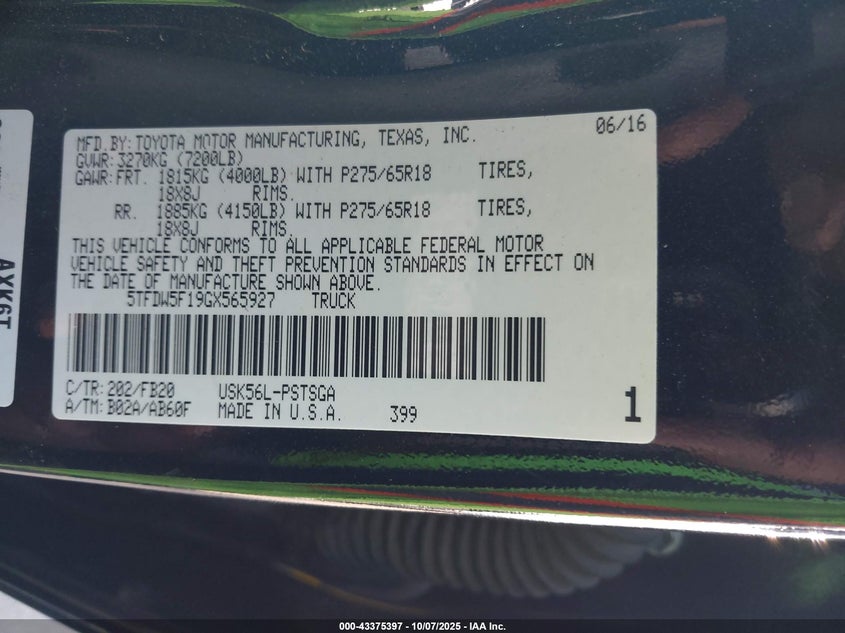 MFD.BY:TOYOTA MOTOR MANUFACTURING, TEXAS, INC. 06/16
GVWR:3270KG (7200LB)
GAWR:FRT. 1815KG (4000LB) WITH P275/65R18 TIRES,
18X8J RIMS.
RR. 1885KG (4150LB) WITH P275/65R18 TIRES,
18X8J RIMS.
THIS VEHICLE CONFORMS TO ALL APPLICABLE FEDERAL MOTOR
VEHICLE SAFETY AND THEFT PREVENTION STANDARDS IN EFFECT ON
THE DATE OF MANUFACTURE SHOWN ABOVE.
5TFDW5F19GX565927 TRUCK
C/TR:202/FB20 USK56L-PSTSGA
A/TM:B02A/AB60F MADE IN U.S.A. 399 1
AXK6T
000-43375397 - 10/07/2025 - IAA Inc.